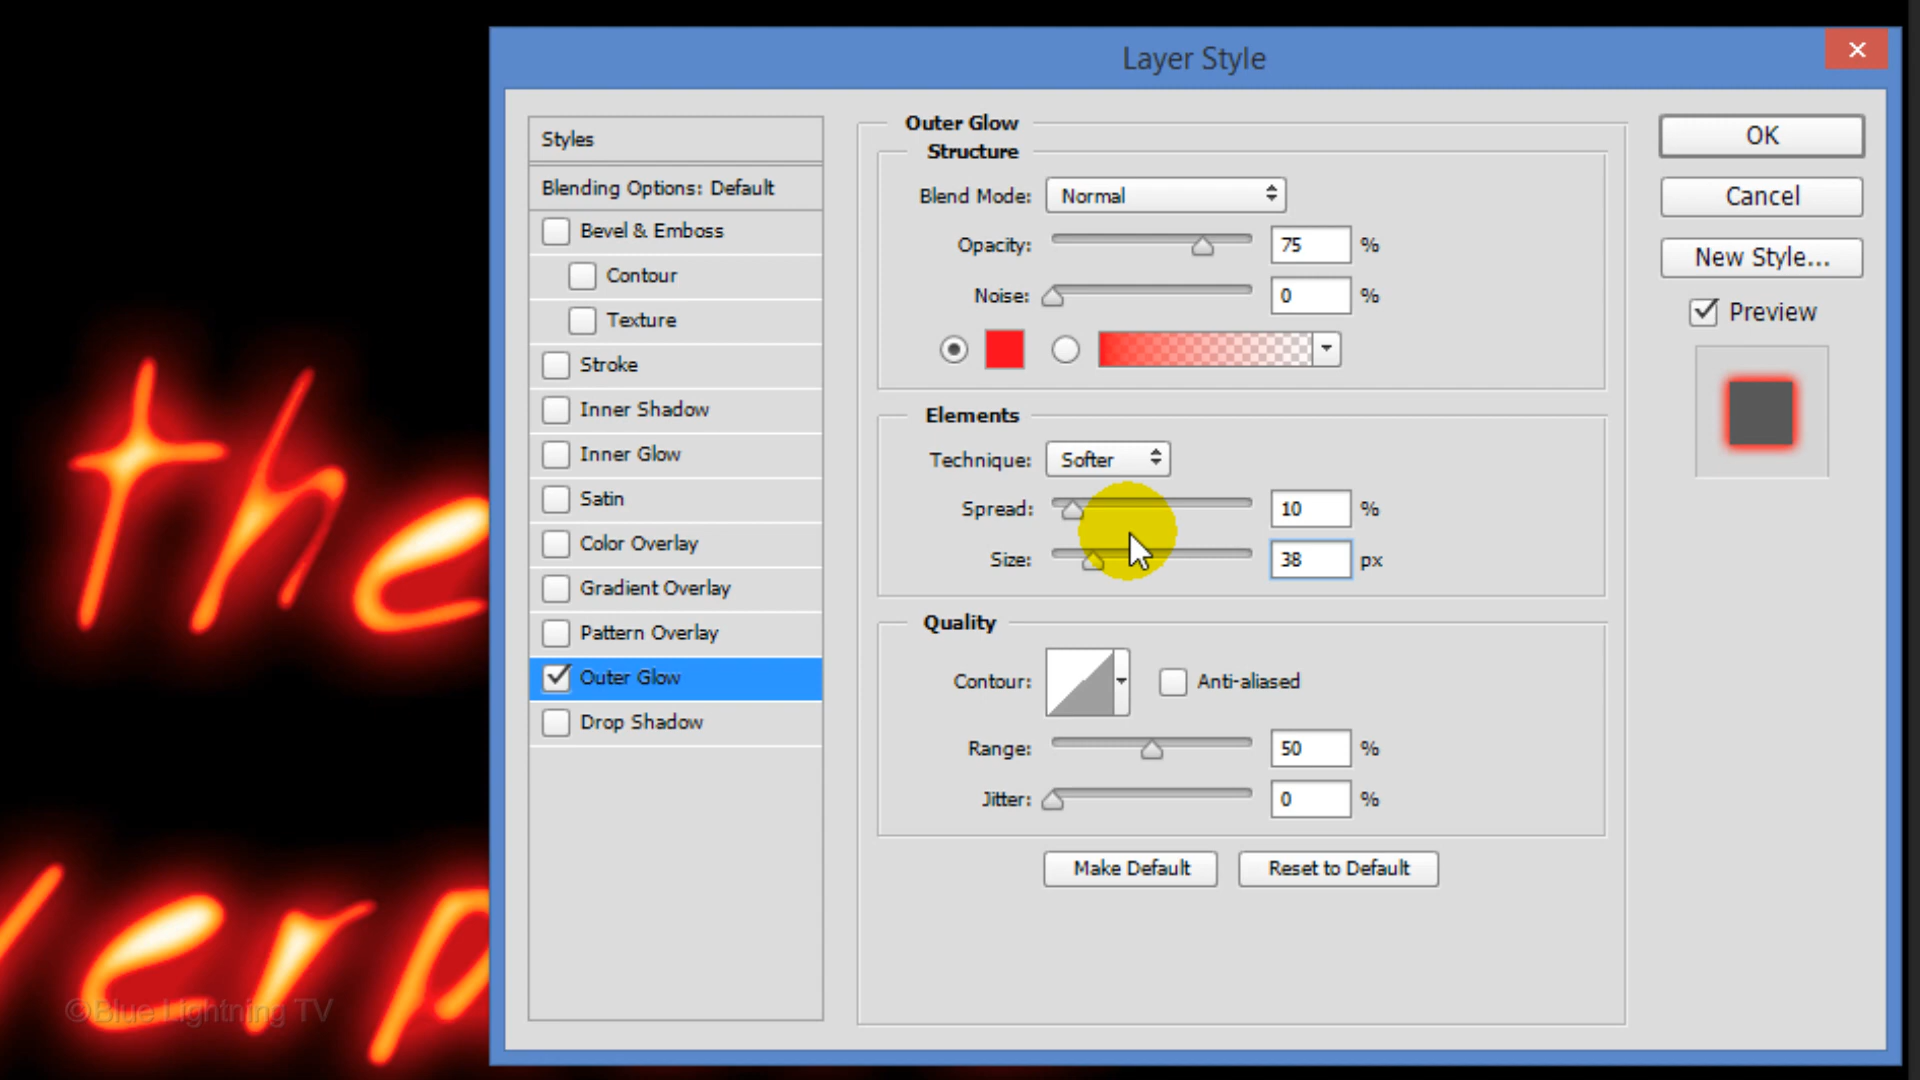 Layer Style
Styles
Blending Options: Default
Bevel & Emboss
Contour
Texture
Stroke
Inner Shadow
Inner Glow
Satin
Color Overlay
Gradient Overlay
Pattern Overlay
Outer Glow
Drop Shadow
Outer Glow
Structure
Blend Mode: Normal
Opacity: 75 %
Noise: 0 %
Elements
Technique: Softer
Spread: 10 %
Size: 38 px
Quality
Contour: Anti-aliased
Range: 50 %
Jitter: 0 %
Make Default Reset to Default
OK
Cancel
New Style...
Preview
the
verp
©Blue Lightning TV